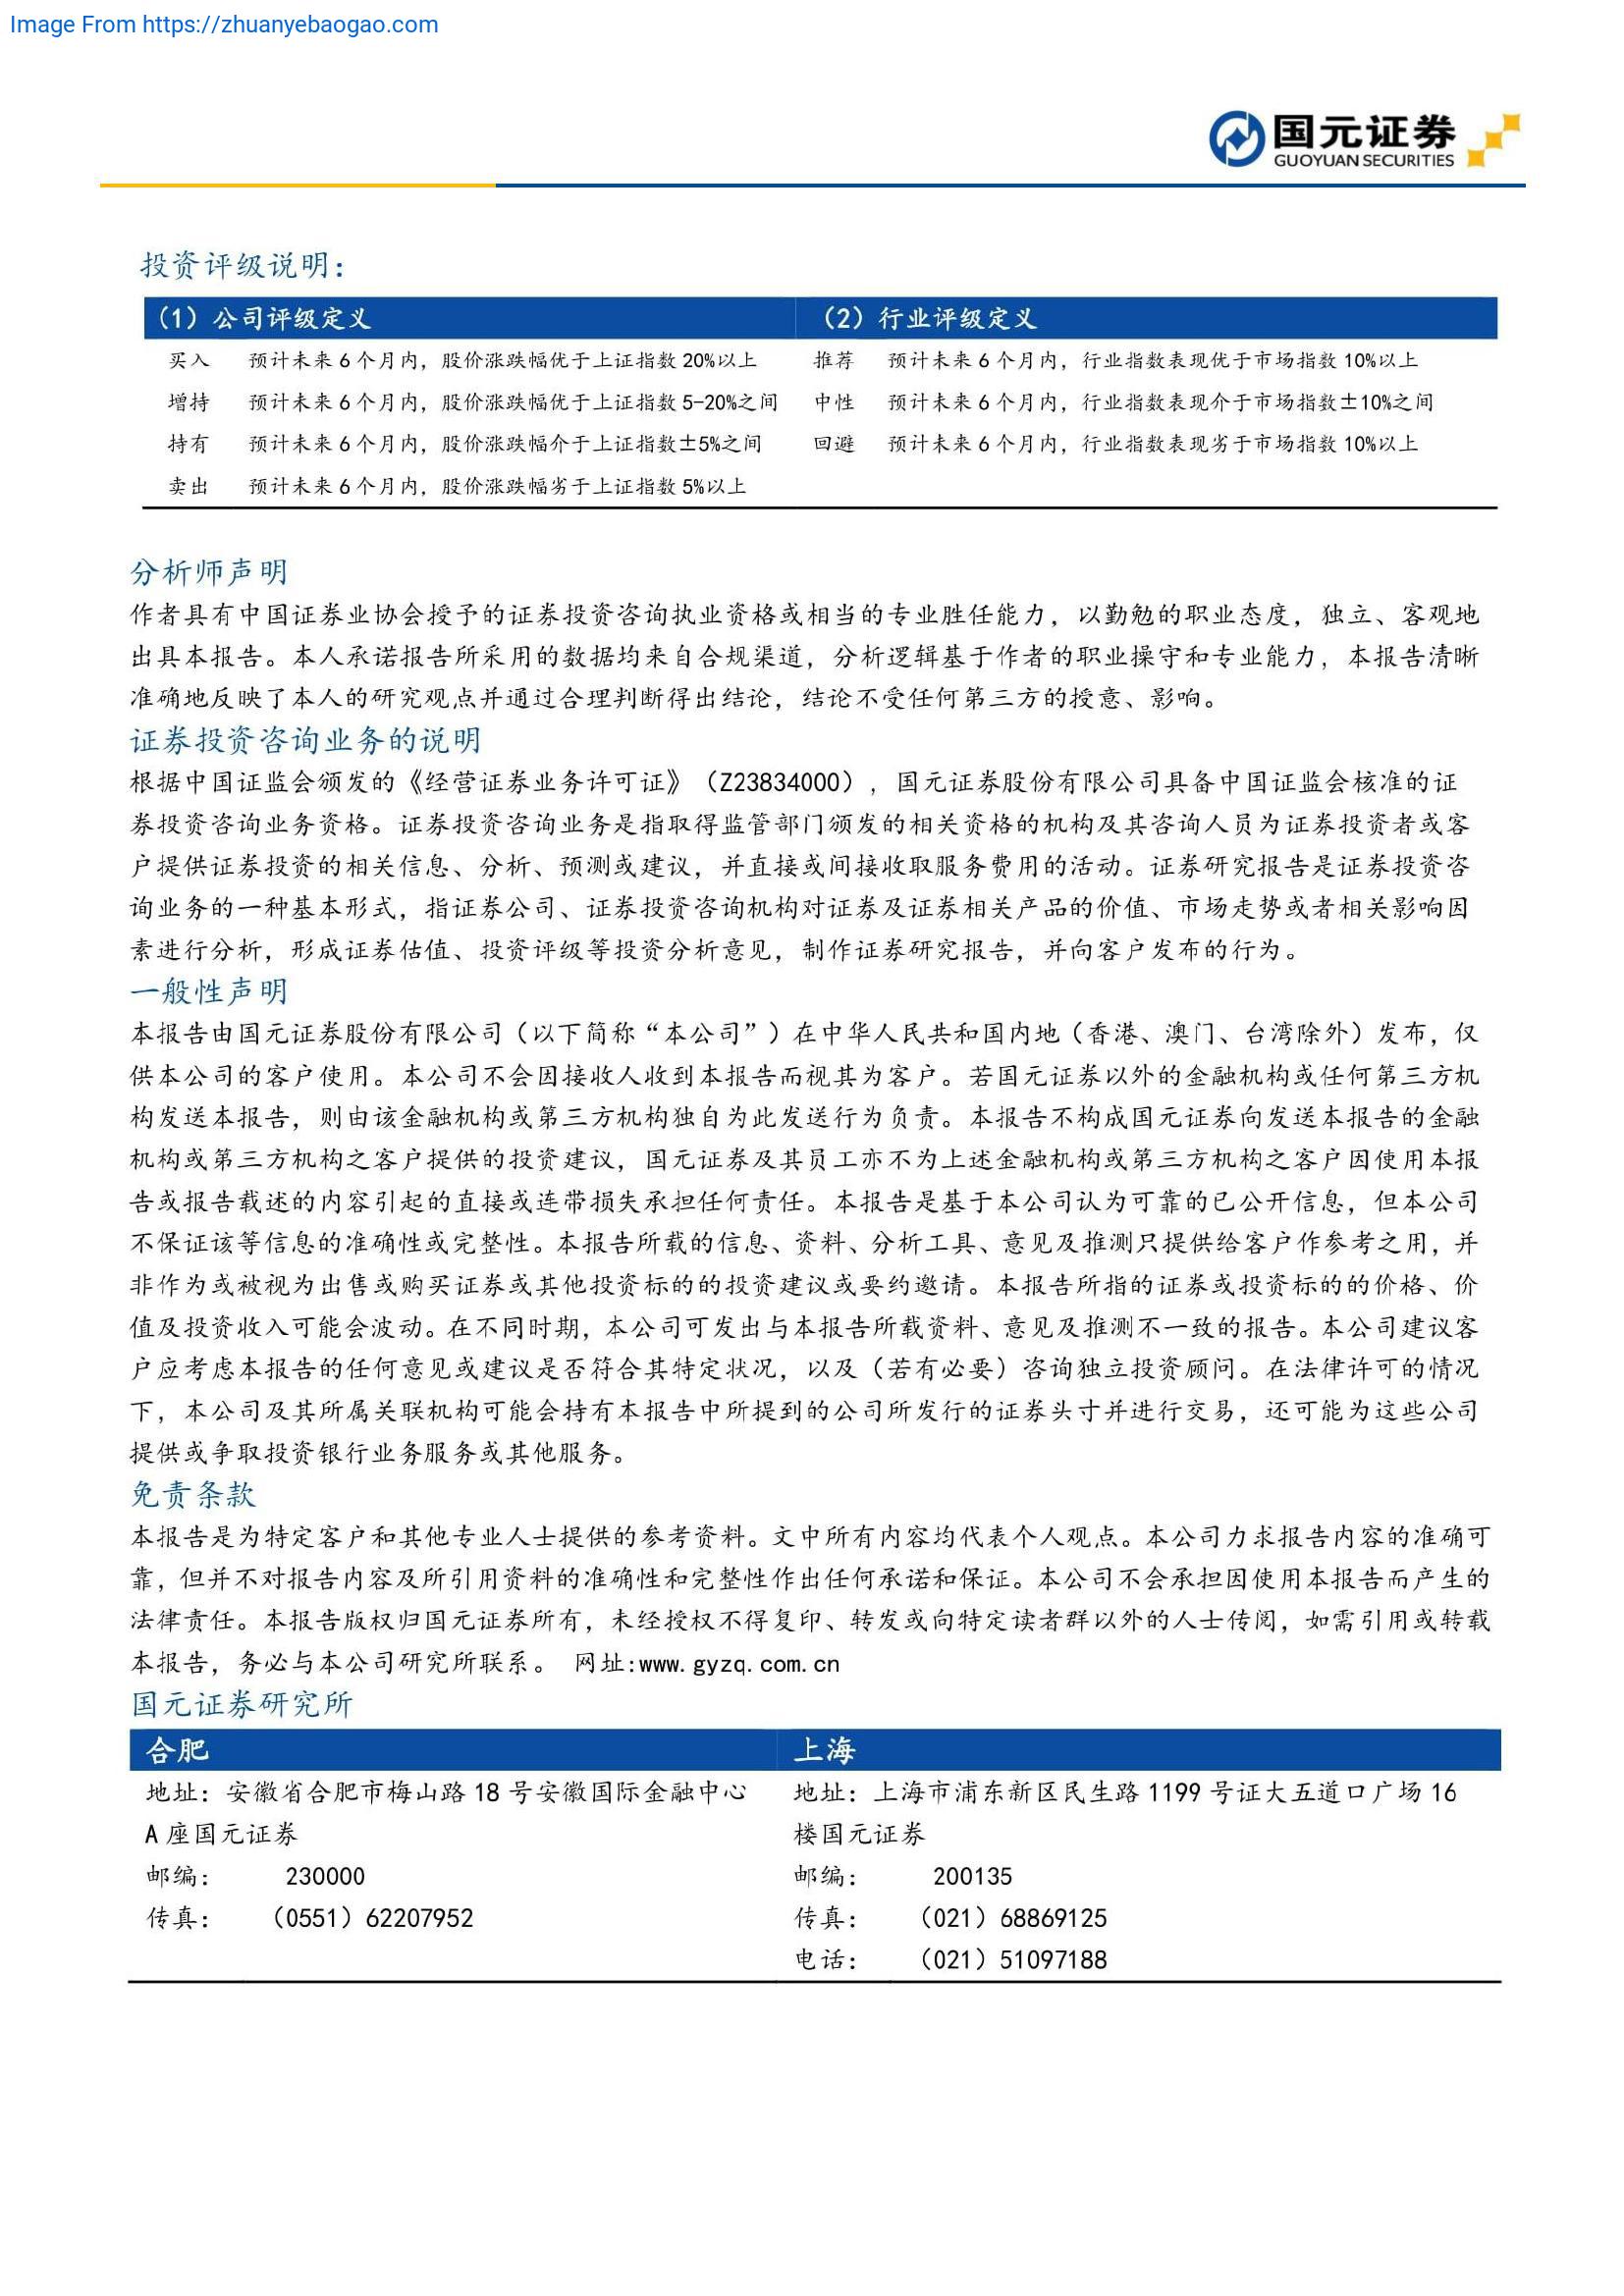 Image From https://zhuanyebaogao.com
国元证券
GUOYUAN SECURITIES
投资评级说明：
（1）公司评级定义 （2）行业评级定义
买入 预计未来 6 个月内，股价涨跌幅优于上证指数 20%以上 推荐 预计未来 6 个月内，行业指数表现优于市场指数 10%以上
增持 预计未来 6 个月内，股价涨跌幅优于上证指数 5-20%之间 中性 预计未来 6 个月内，行业指数表现介于市场指数±10%之间
持有 预计未来 6 个月内，股价涨跌幅介于上证指数±5%之间 回避 预计未来 6 个月内，行业指数表现劣于市场指数 10%以上
卖出 预计未来 6 个月内，股价涨跌幅劣于上证指数 5%以上
分析师声明
作者具有中国证券业协会授予的证券投资咨询执业资格或相当的专业胜任能力，以勤勉的职业态度，独立、客观地
出具本报告。本人承诺报告所采用的数据均来自合规渠道，分析逻辑基于作者的职业操守和专业能力，本报告清晰
准确地反映了本人的研究观点并通过合理判断得出结论，结论不受任何第三方的授意、影响。
证券投资咨询业务的说明
根据中国证监会颁发的《经营证券业务许可证》（Z23834000），国元证券股份有限公司具备中国证监会核准的证
券投资咨询业务资格。证券投资咨询业务是指取得监管部门颁发的相关资格的机构及其咨询人员为证券投资者或客
户提供证券投资的相关信息、分析、预测或建议，并直接或间接收取服务费用的活动。证券研究报告是证券投资咨
询业务的一种基本形式，指证券公司、证券投资咨询机构对证券及证券相关产品的价值、市场走势或者相关影响因
素进行分析，形成证券估值、投资评级等投资分析意见，制作证券研究报告，并向客户发布的行为。
一般性声明
本报告由国元证券股份有限公司（以下简称“本公司”）在中华人民共和国内地（香港、澳门、台湾除外）发布，仅
供本公司的客户使用。本公司不会因接收人收到本报告而视其为客户。若国元证券以外的金融机构或任何第三方机
构发送本报告，则由该金融机构或第三方机构独自为此发送行为负责。本报告不构成国元证券向发送本报告的金融
机构或第三方机构之客户提供的投资建议，国元证券及其员工亦不为上述金融机构或第三方机构之客户因使用本报
告或报告载述的内容引起的直接或连带损失承担任何责任。本报告是基于本公司认为可靠的已公开信息，但本公司
不保证该等信息的准确性或完整性。本报告所载的信息、资料、分析工具、意见及推测只提供给客户作参考之用，并
非作为或被视为出售或购买证券或其他投资标的的投资建议或要约邀请。本报告所指的证券或投资标的的价格、价
值及投资收入可能会波动。在不同时期，本公司可发出与本报告所载资料、意见及推测不一致的报告。本公司建议客
户应考虑本报告的任何意见或建议是否符合其特定状况，以及（若有必要）咨询独立投资顾问。在法律许可的情况
下，本公司及其所属关联机构可能会持有本报告中所提到的公司所发行的证券头寸并进行交易，还可能为这些公司
提供或争取投资银行业务服务或其他服务。
免责条款
本报告是为特定客户和其他专业人士提供的参考资料。文中所有内容均代表个人观点。本公司力求报告内容的准确可
靠，但并不对报告内容及所引用资料的准确性和完整性作出任何承诺和保证。本公司不会承担因使用本报告而产生的
法律责任。本报告版权归国元证券所有，未经授权不得复印、转发或向特定读者群以外的人士传阅，如需引用或转载
本报告，务必与本公司研究所联系。 网址:www.gyzq.com.cn
国元证券研究所
合肥 上海
地址：安徽省合肥市梅山路 18 号安徽国际金融中心 地址：上海市浦东新区民生路 1199 号证大五道口广场 16
A 座国元证券 楼国元证券
邮编： 230000 邮编： 200135
传真： （0551）62207952 传真： （021）68869125
电话： （021）51097188